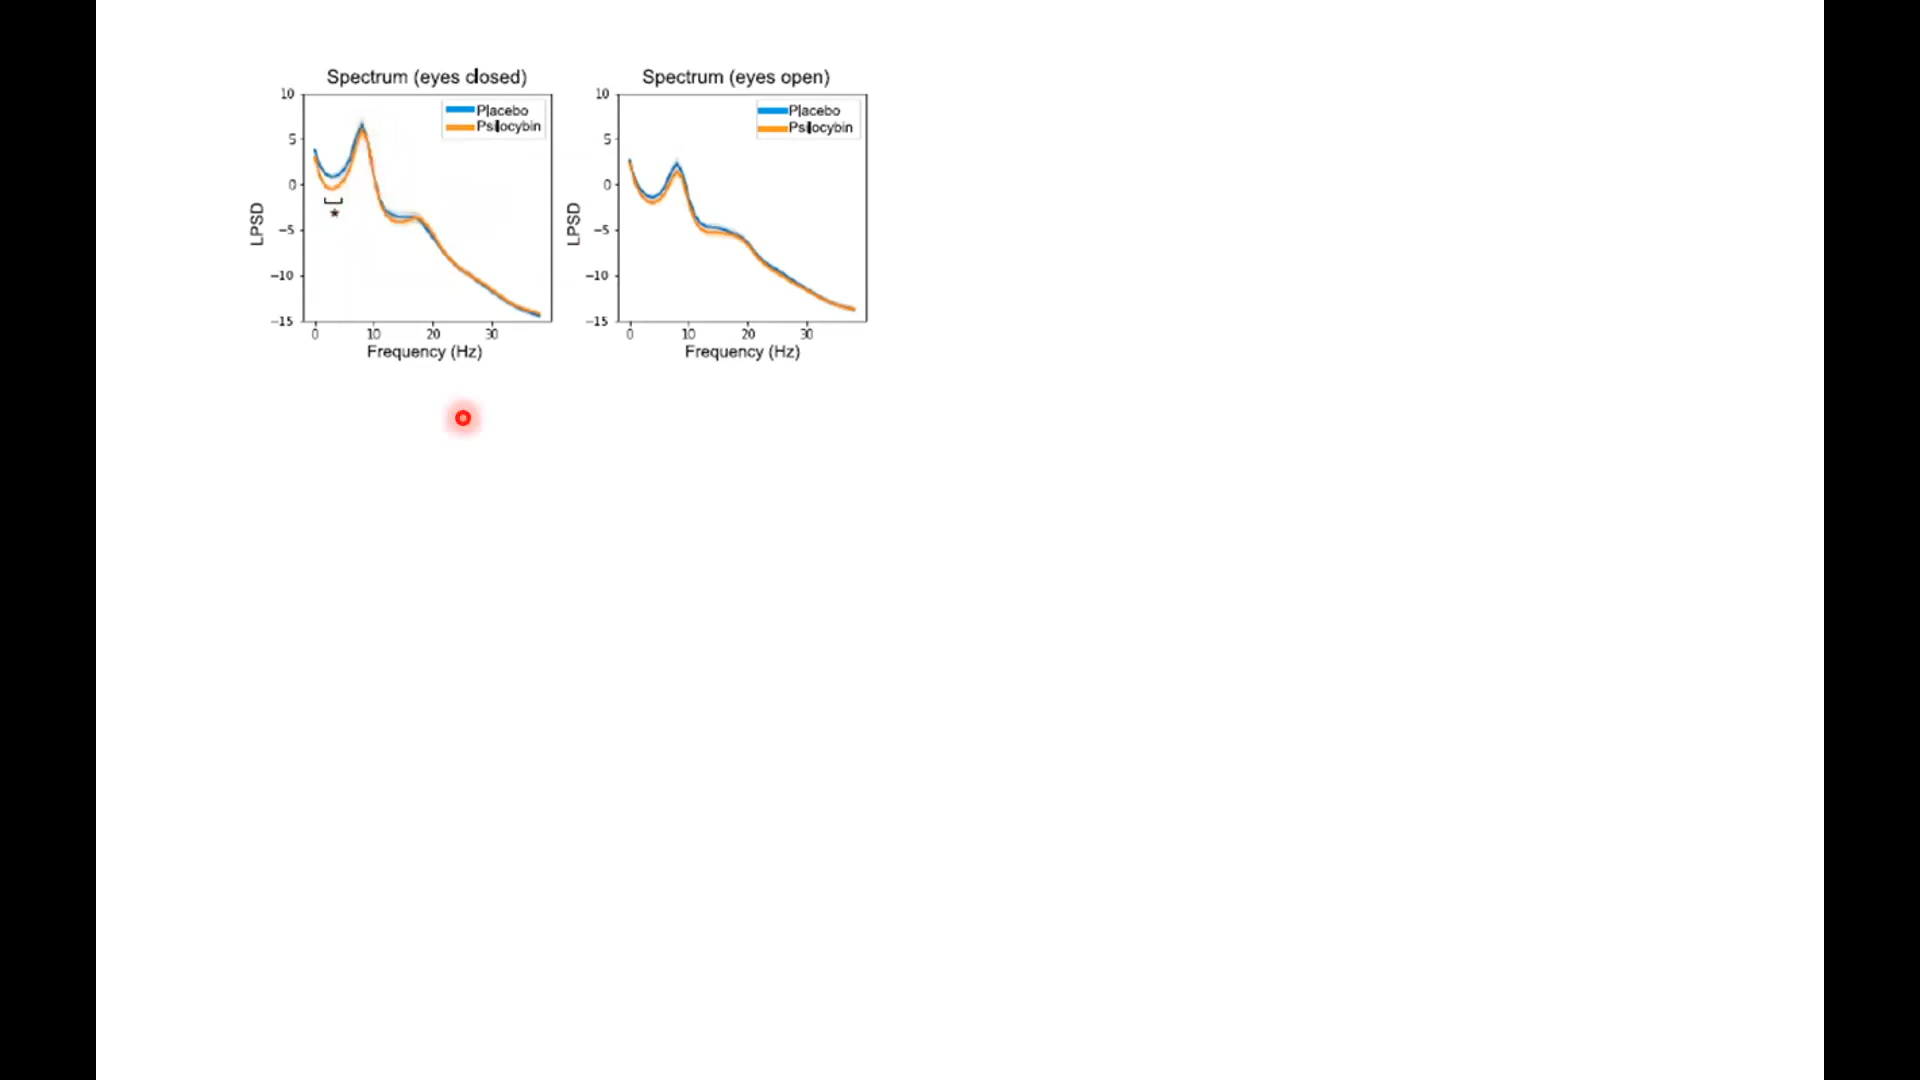 Spectrum (eyes closed)
10
5
0
−5
−10
−15
LPSD
Placebo
Psilocybin
*
0 10 20 30
Frequency (Hz)
Spectrum (eyes open)
10
5
0
−5
−10
−15
LPSD
Placebo
Psilocybin
0 10 20 30
Frequency (Hz)